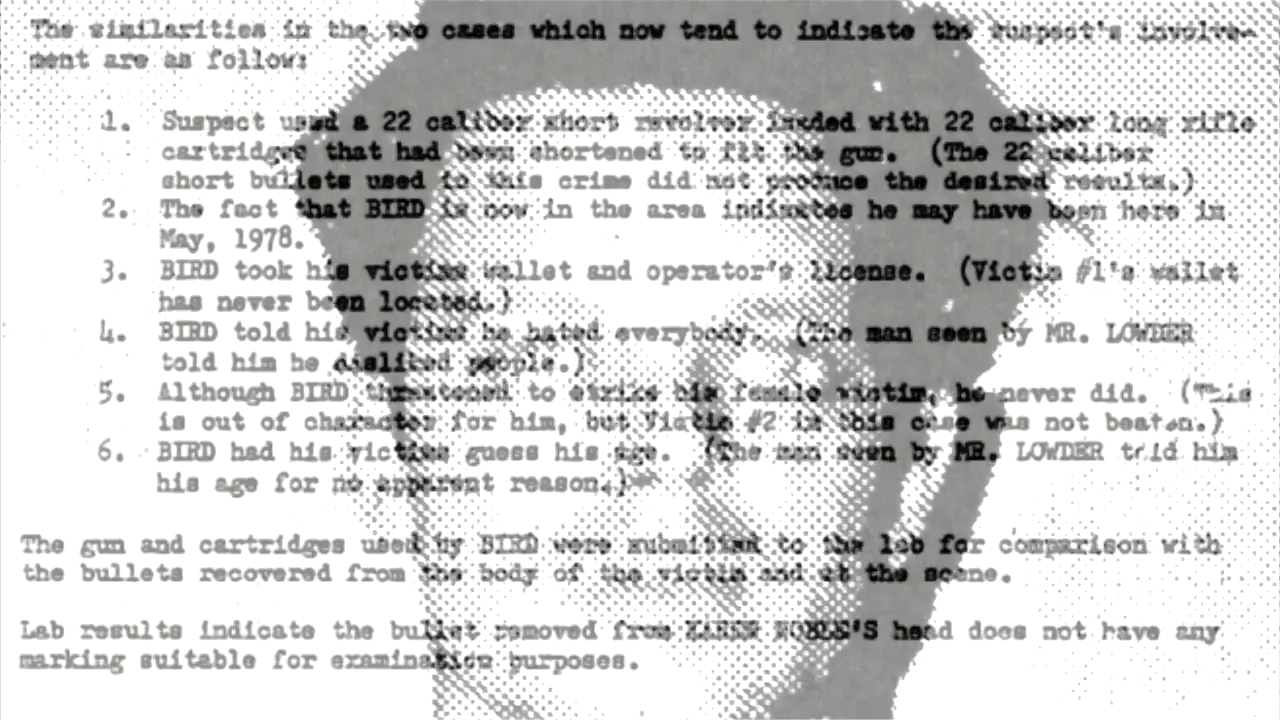 The similarities in the two cases which now tend to indicate the suspect's involve-
ment are as follow:
1. Suspect used a 22 caliber short revolver loaded with 22 caliber long rifle
cartridges that had been shortened to fit the gun. (The 22 caliber
short bullets used in this crime did not produce the desired results.)
2. The fact that BIRD is now in the area indicates he may have been here in
May, 1978.
3. BIRD took his victims wallet and operator's license. (Victim #1's wallet
has never been located.)
4. BIRD told his victims he hated everybody. (The man seen by MR. LOWDER
told him he disliked people.)
5. Although BIRD threatened to strike his female victim, he never did. (This
is out of character for him, but Victim #2 in this case was not beaten.)
6. BIRD had his victims guess his age. (The man seen by MR. LOWDER told him
his age for no apparent reason.)
The gun and cartridges used by BIRD were submitted to the lab for comparison with
the bullets recovered from the body of the victim and at the scene.
Lab results indicate the bullet removed from KAREN NOBLE'S head does not have any
marking suitable for examination purposes.